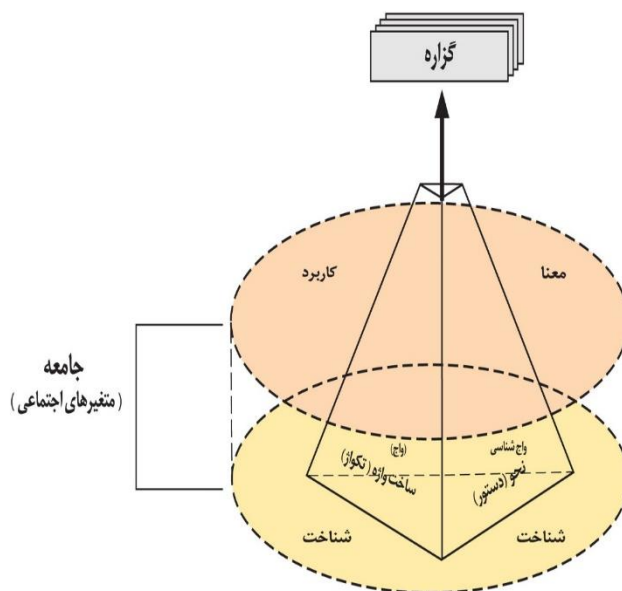 گزاره
معنا
کاربرد
جامعه
(متغیرهای اجتماعی)
واج شناسی
(واج)
نحو (دستور)
ساخت واژه (تکواژ)
شناخت
شناخت